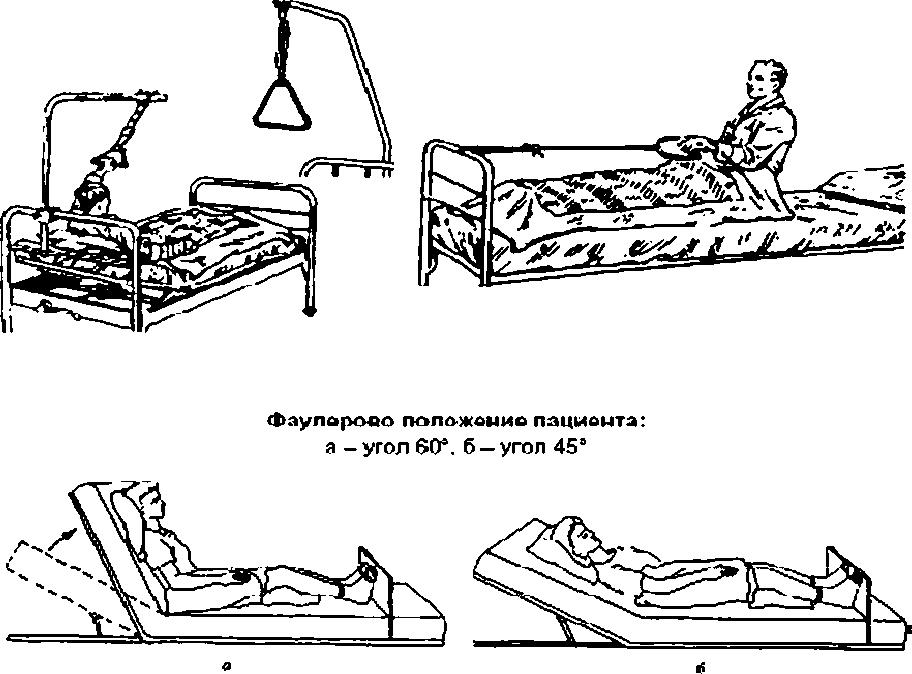 Фаулерово положение пациента:
а – угол 60°, б – угол 45°
а
б